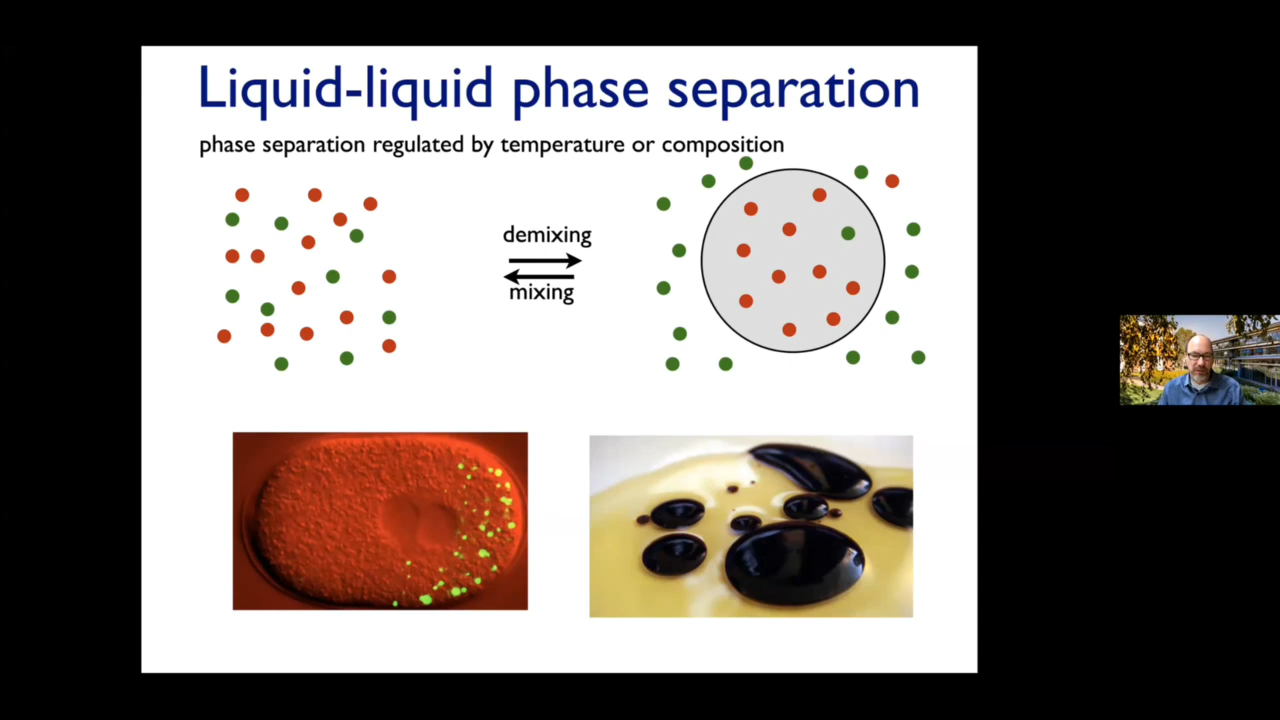 Liquid-liquid phase separation
phase separation regulated by temperature or composition
demixing
mixing